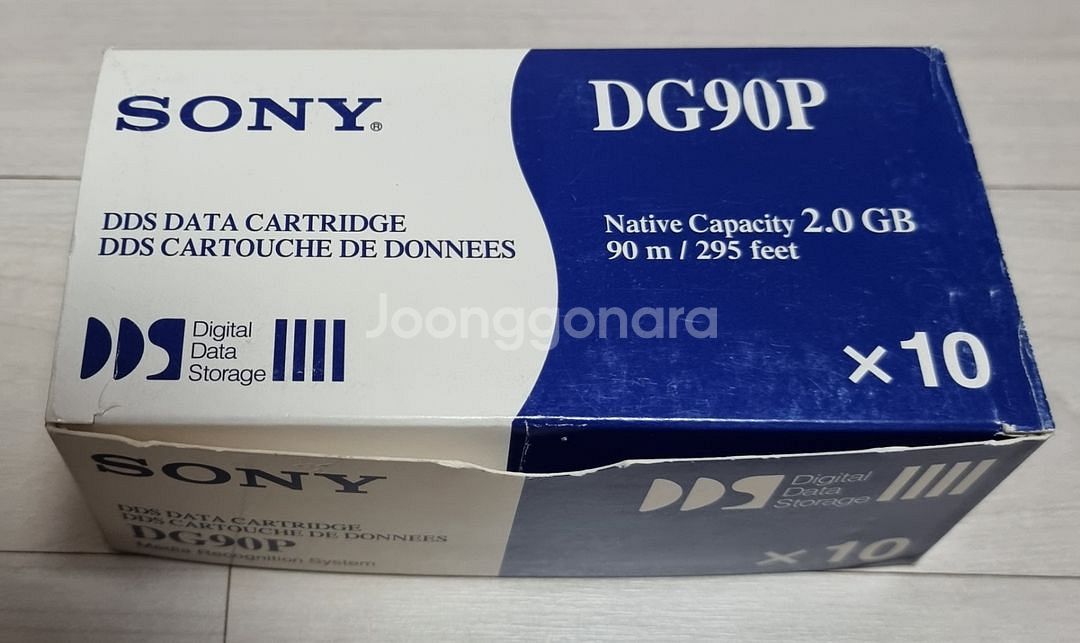 SONY®
DG90P
DDS DATA CARTRIDGE
DDS CARTOUCHE DE DONNEES
Native Capacity 2.0 GB
90 m / 295 feet
DDS Digital
Data
Storage
Joonggonara
×10
SONY
DDS DATA CARTRIDGE
DDS CARTOUCHE DE DONNEES
DG90P
Media Recognition System
DDS Digital
Data
Storage
×10